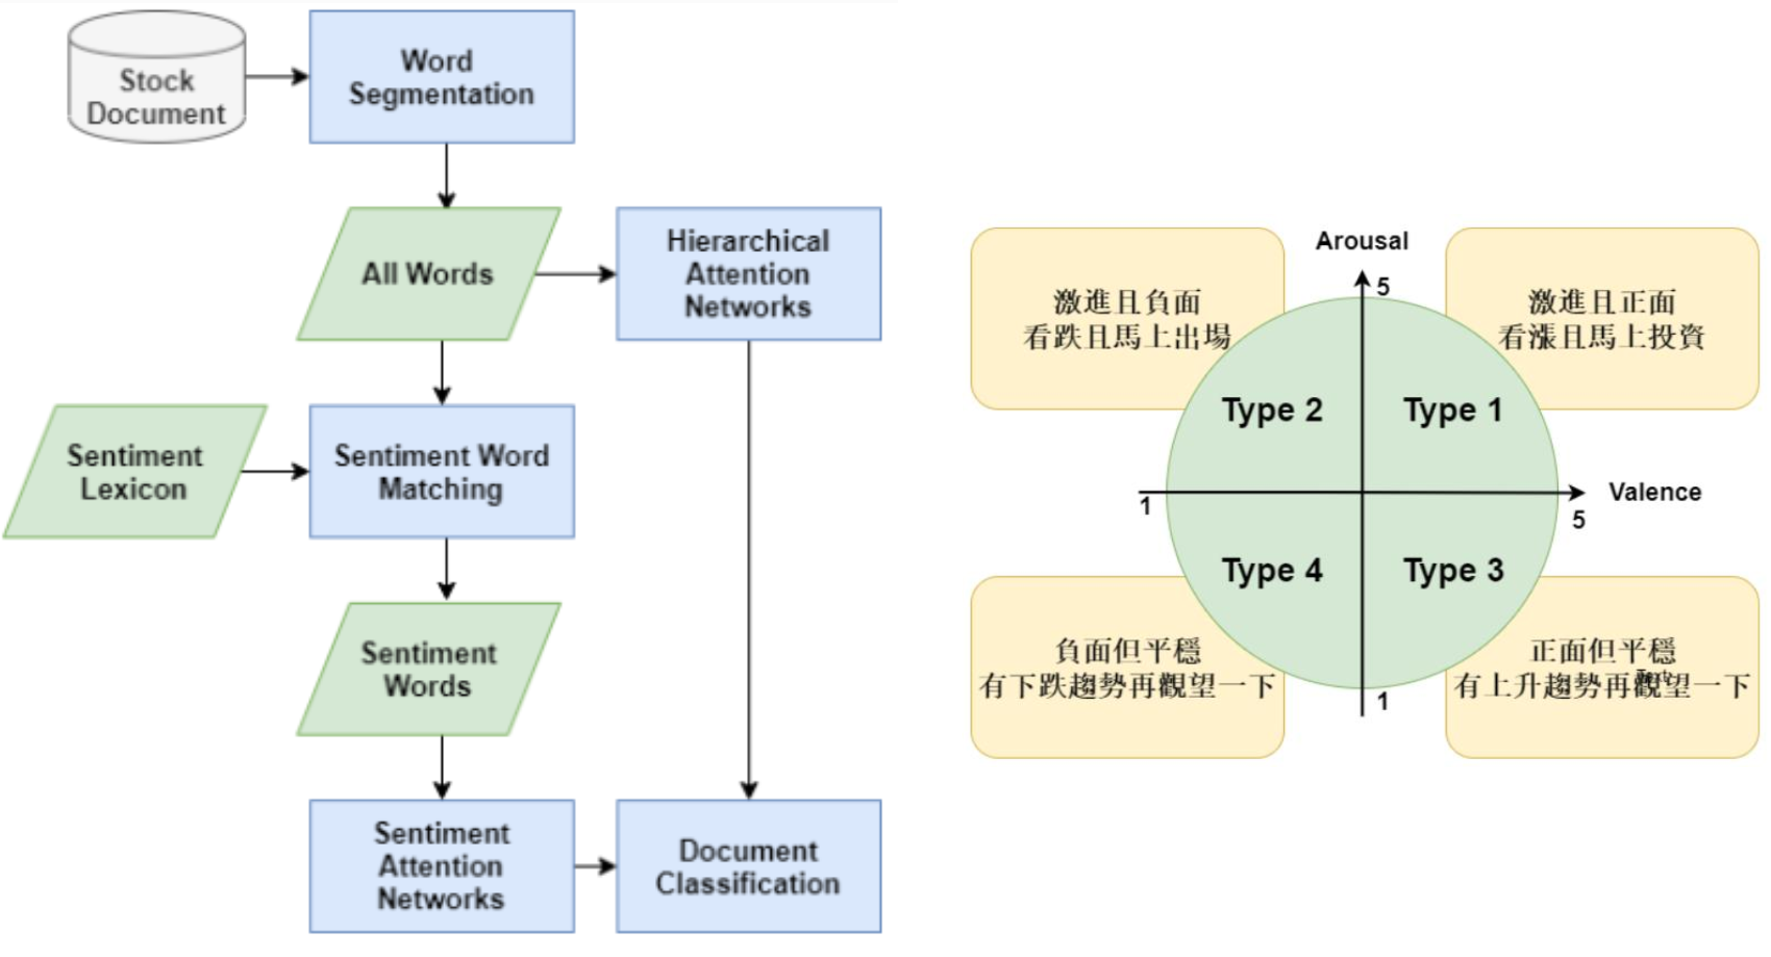 Stock
Document
Word
Segmentation
All Words
Hierarchical
Attention
Networks
Sentiment
Lexicon
Sentiment Word
Matching
Sentiment
Words
Sentiment
Attention
Networks
Document
Classification
Arousal
5
激進且負面
看跌且馬上出場
激進且正面
看漲且馬上投資
Type 2
Type 1
1
Valence
5
Type 4
Type 3
負面但平穩
有下跌趨勢再觀望一下
正面但平穩
有上升趨勢再觀望一下
1